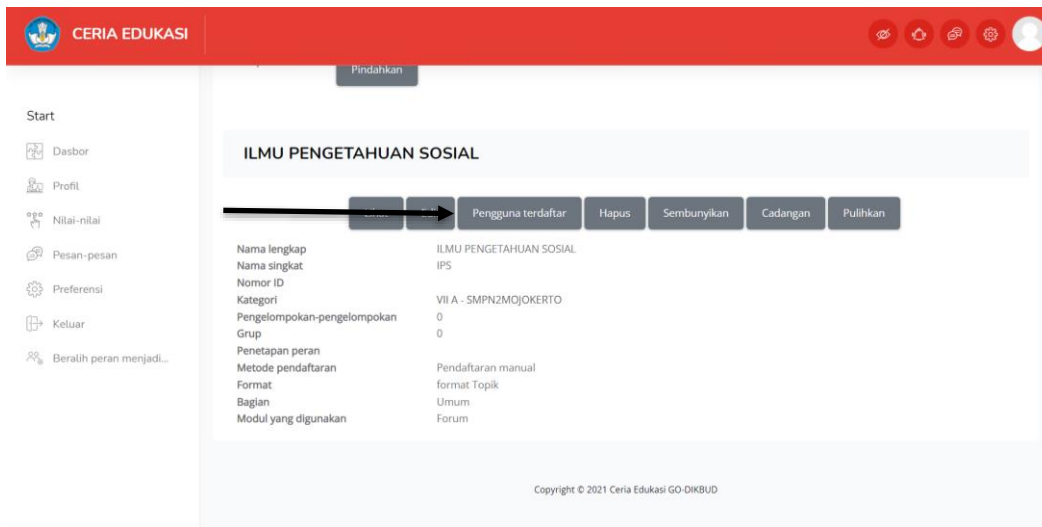 CERIA EDUKASI
Pindahkan
Start
Dasbor
Profil
Nilai-nilai
Pesan-pesan
Preferensi
Keluar
Beralih peran menjadi...
ILMU PENGETAHUAN SOSIAL
Pengguna terdaftar Hapus Sembunyikan Cadangan Pulihkan
Nama lengkap ILMU PENGETAHUAN SOSIAL
Nama singkat IPS
Nomor ID
Kategori VII A - SMPN2MOJOKERTO
Pengelompokan-pengelompokan 0
Grup 0
Penetapan peran
Metode pendaftaran Pendaftaran manual
Format format Topik
Bagian Umum
Modul yang digunakan Forum
Copyright © 2021 Ceria Edukasi GO-DIKBUD